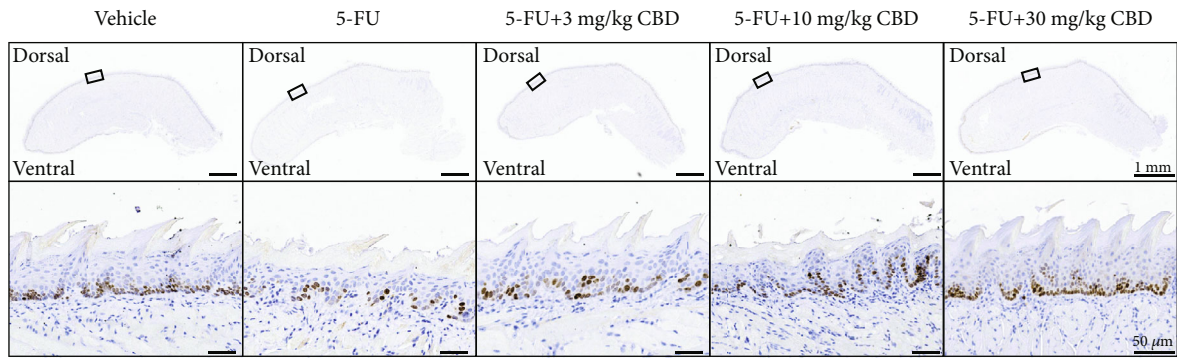 Vehicle
5-FU
5-FU+3 mg/kg CBD
5-FU+10 mg/kg CBD
5-FU+30 mg/kg CBD
Dorsal
Dorsal
Dorsal
Dorsal
Dorsal
Ventral
Ventral
Ventral
Ventral
Ventral
1 mm
50 μm